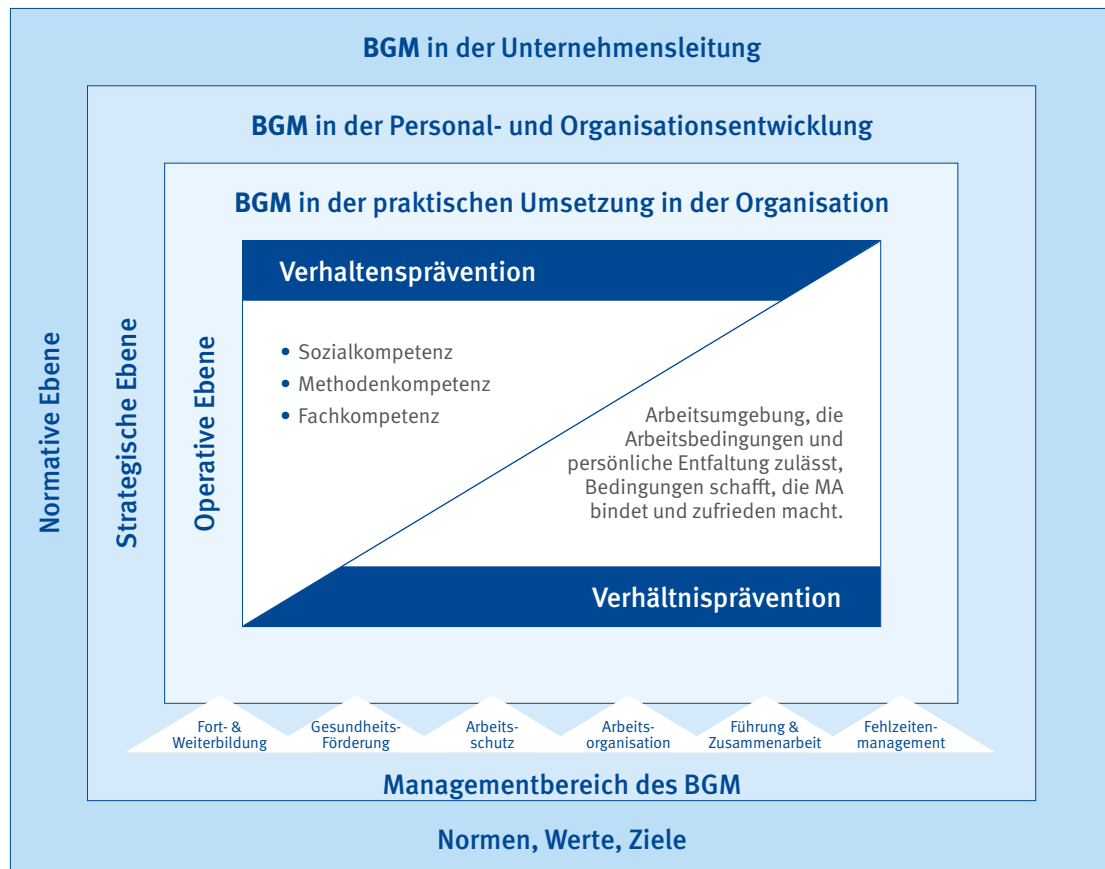 BGM in der Unternehmensleitung
BGM in der Personal- und Organisationsentwicklung
BGM in der praktischen Umsetzung in der Organisation
Normative Ebene
Strategische Ebene
Operative Ebene
Verhaltensprävention
• Sozialkompetenz
• Methodenkompetenz
• Fachkompetenz
Arbeitsumgebung, die
Arbeitsbedingungen und
persönliche Entfaltung zulässt,
Bedingungen schafft, die MA
bindet und zufrieden macht.
Verhältnisprävention
Fort- &
Weiterbildung
Gesundheits-
Förderung
Arbeits-
schutz
Arbeits-
organisation
Führung &
Zusammenarbeit
Fehlzeiten-
management
Managementbereich des BGM
Normen, Werte, Ziele